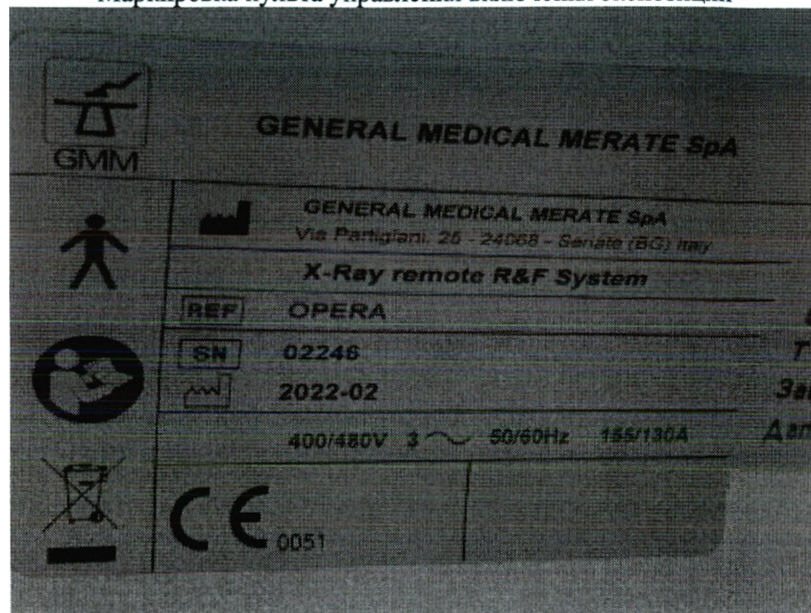 GMM
GENERAL MEDICAL MERATE SpA
GENERAL MEDICAL MERATE SpA
Via Partigiani, 25 - 24068 - Seriate (BG) Italy
X-Ray remote R&F System
REF OPERA
SN 02246
2022-02
400/480V 3 50/60Hz 155/130A
CE 0051